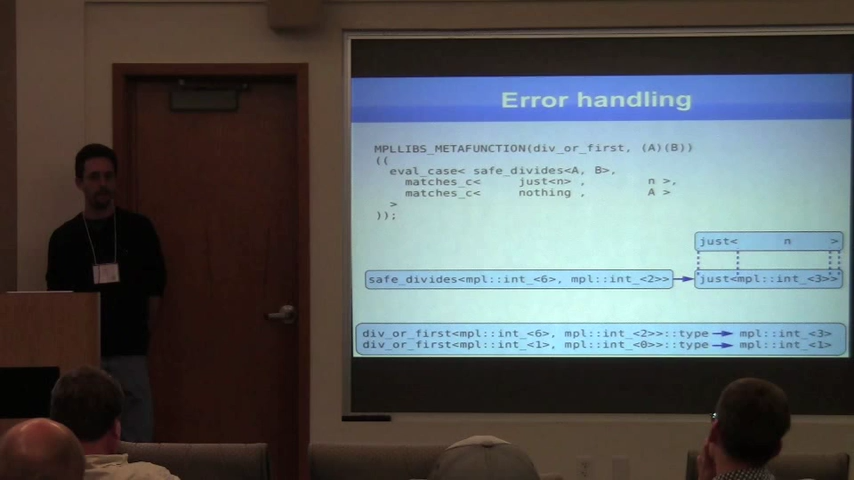 Error handling
MPLLIBS_METAFUNCTION(div_or_first, (A)(B))
((
eval_case< safe_divides<A, B>,
matches_c< just<n> , n >,
matches_c< nothing , A >
>
));
just< n >
safe_divides<mpl::int_<6>, mpl::int_<2>> just<mpl::int_<3>>
div_or_first<mpl::int_<6>, mpl::int_<2>>::type mpl::int_<3>
div_or_first<mpl::int_<1>, mpl::int_<0>>::type mpl::int_<1>